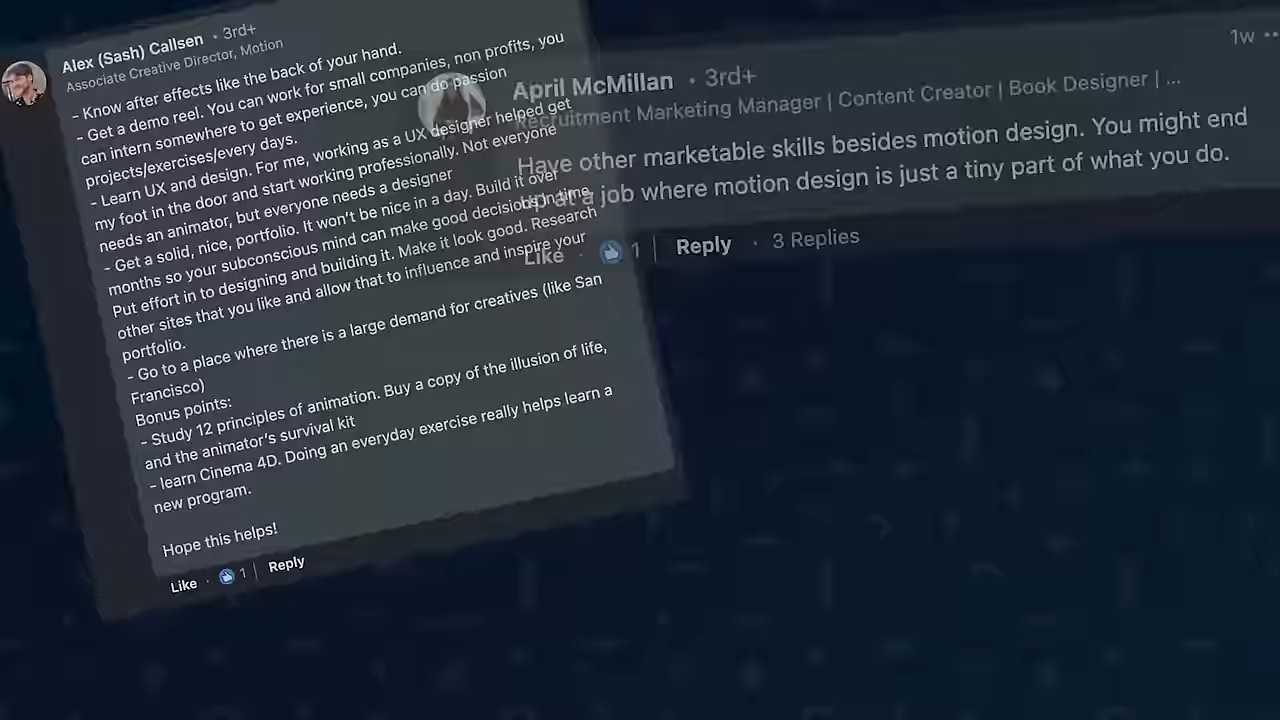 Alex (Sash) Callsen • 3rd+
Associate Creative Director, Motion
- Know after effects like the back of your hand.
- Get a demo reel. You can work for small companies, non profits, you
can intern somewhere to get experience, you can do passion
projects/exercises/every days.
- Learn UX and design. For me, working as a UX designer helped get
my foot in the door and start working professionally. Not everyone
needs an animator, but everyone needs a designer
- Get a solid, nice, portfolio. It won't be nice in a day. Build it over
months so your subconscious mind can make good decisions in time.
Put effort in to designing and building it. Make it look good. Research
other sites that you like and allow that to influence and inspire your
portfolio.
- Go to a place where there is a large demand for creatives (like San
Francisco)
Bonus points:
- Study 12 principles of animation. Buy a copy of the illusion of life,
and the animator's survival kit
- learn Cinema 4D. Doing an everyday exercise really helps learn a
new program.
Hope this helps!
Like · 1 | Reply
1w
April McMillan • 3rd+
Recruitment Marketing Manager | Content Creator | Book Designer | ...
Have other marketable skills besides motion design. You might end
up at a job where motion design is just a tiny part of what you do.
Like · 1 | Reply · 3 Replies